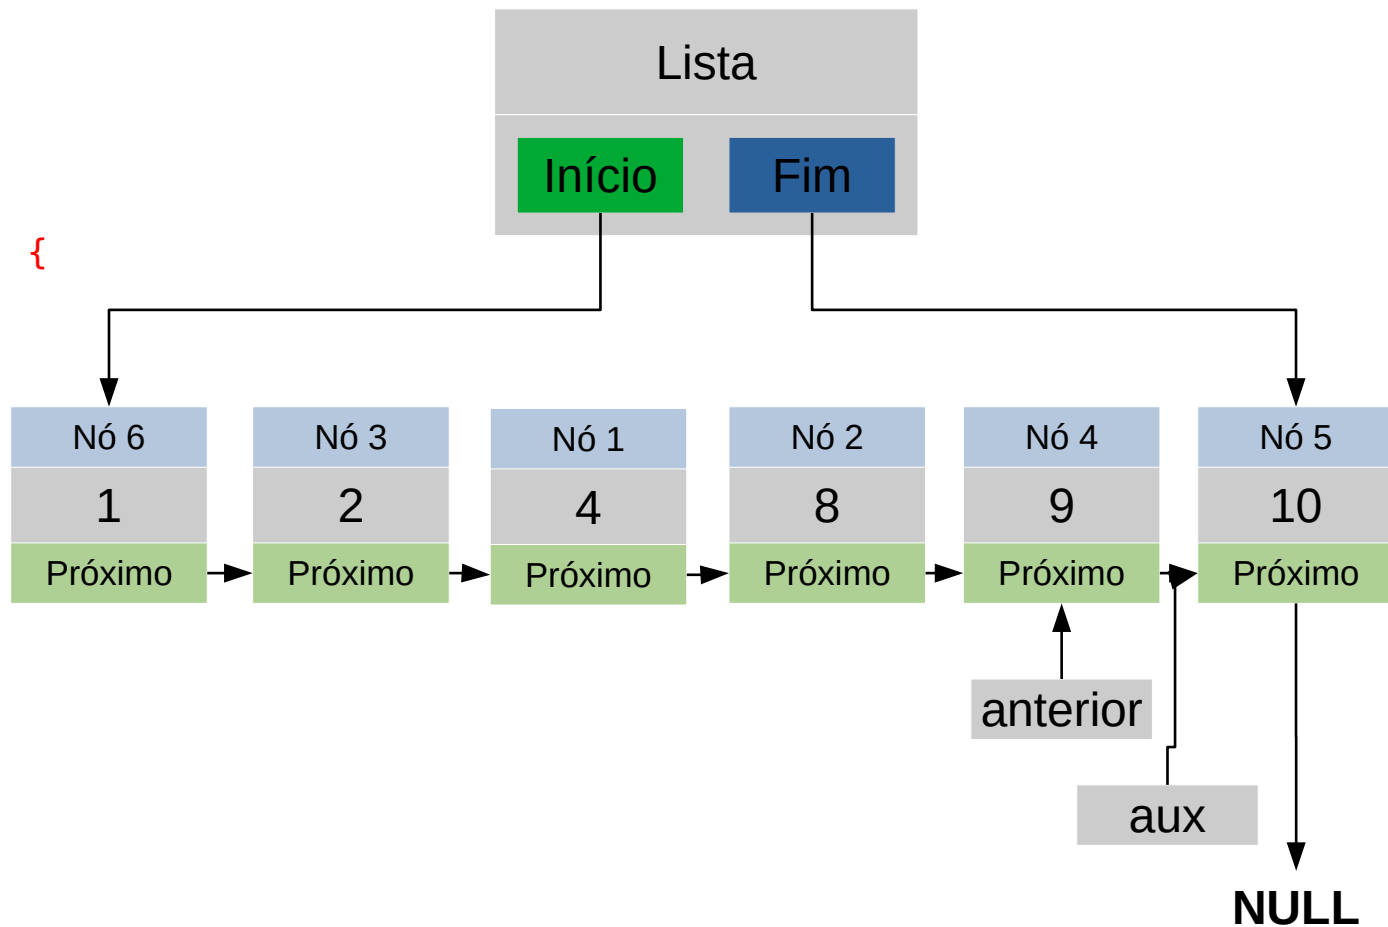 Lista
Início Fim
{
Nó 6 Nó 3 Nó 1 Nó 2 Nó 4 Nó 5
1 2 4 8 9 10
Próximo Próximo Próximo Próximo Próximo Próximo
anterior
aux
NULL